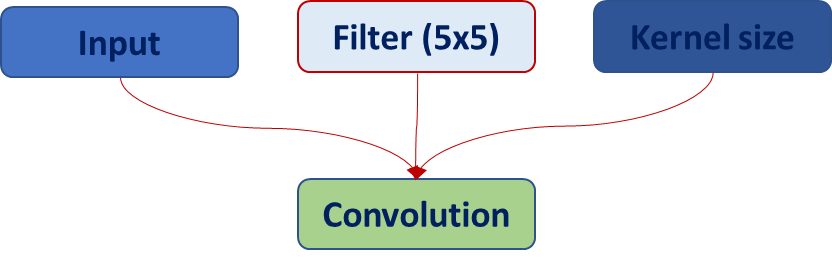 Input
Filter (5x5)
Kernel size
Convolution